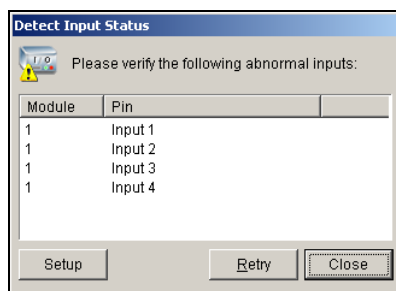 Detect Input Status
I / O
Please verify the following abnormal inputs:
Module Pin
1 Input 1
1 Input 2
1 Input 3
1 Input 4
Setup Retry Close